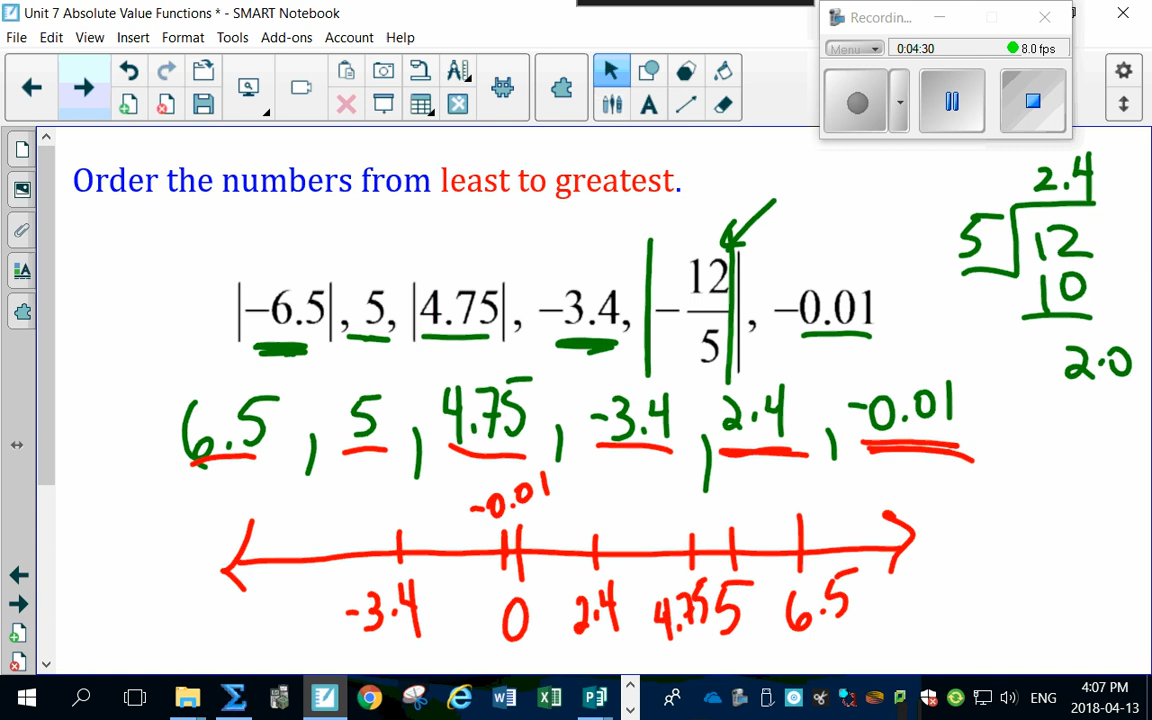 Unit 7 Absolute Value Functions * - SMART Notebook
Recordin...
File Edit View Insert Format Tools Add-ons Account Help
Menu 0:04:30 8.0 fps
Order the numbers from least to greatest.
2.4
5 12
10
2.0
|−6.5|, 5, |4.75|, −3.4, |−12/5|, −0.01
6.5, 5, 4.75, -3.4, 2.4, -0.01
-0.01
-3.4 0 2.4 4.75 5 6.5
ENG
4:07 PM
2018-04-13